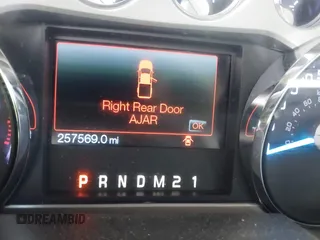 Right Rear Door
AJAR
OK
257569.0 mi
P R N D M 2 1
DREAMBID